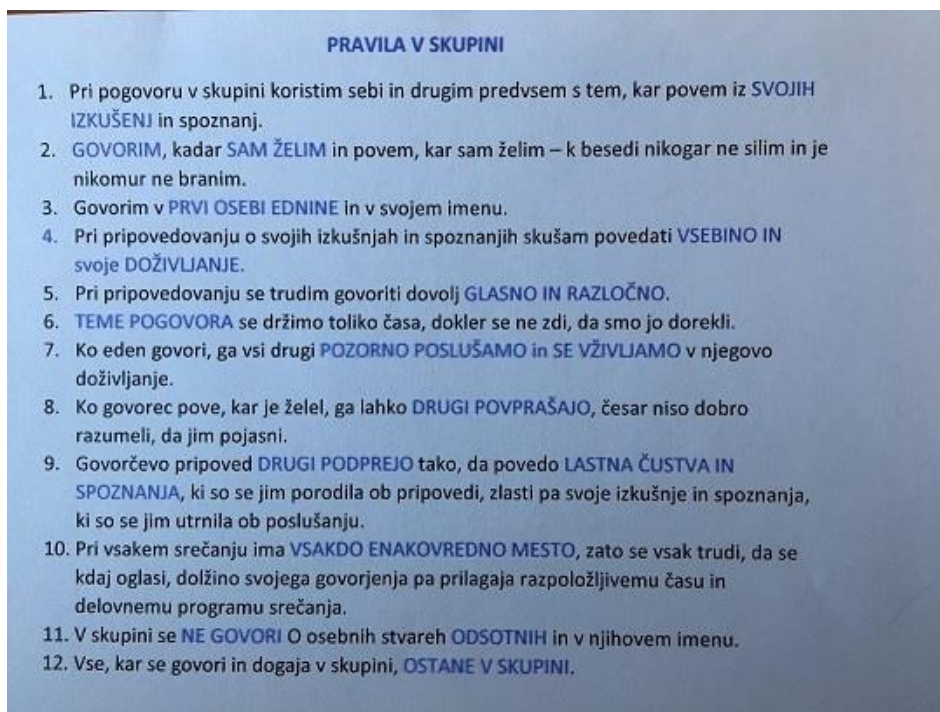 PRAVILA V SKUPINI
1. Pri pogovoru v skupini koristim sebi in drugim predvsem s tem, kar povem iz SVOJIH
IZKUŠENJ in spoznanj.
2. GOVORIM, kadar SAM ŽELIM in povem, kar sam želim – k besedi nikogar ne silim in je
nikomur ne branim.
3. Govorim v PRVI OSEBI EDNINE in v svojem imenu.
4. Pri pripovedovanju o svojih izkušnjah in spoznanjih skušam povedati VSEBINO IN
svoje DOŽIVLJANJE.
5. Pri pripovedovanju se trudim govoriti dovolj GLASNO IN RAZLOČNO.
6. TEME POGOVORA se držimo toliko časa, dokler se ne zdi, da smo jo dorekli.
7. Ko eden govori, ga vsi drugi POZORNO POSLUŠAMO in SE VŽIVLJAMO v njegovo
doživljanje.
8. Ko govorec pove, kar je želel, ga lahko DRUGI POVPRAŠAJO, česar niso dobro
razumeli, da jim pojasni.
9. Govorčevo pripoved DRUGI PODPREJO tako, da povedo LASTNA ČUSTVA IN
SPOZNANJA, ki so se jim porodila ob pripovedi, zlasti pa svoje izkušnje in spoznanja,
ki so se jim utrnila ob poslušanju.
10. Pri vsakem srečanju ima VSAKDO ENAKOVREDNO MESTO, zato se vsak trudi, da se
kdaj oglasi, dolžino svojega govorjenja pa prilagaja razpoložljivemu času in
delovnemu programu srečanja.
11. V skupini se NE GOVORI O osebnih stvareh ODSOTNIH in v njihovem imenu.
12. Vse, kar se govori in dogaja v skupini, OSTANE V SKUPINI.